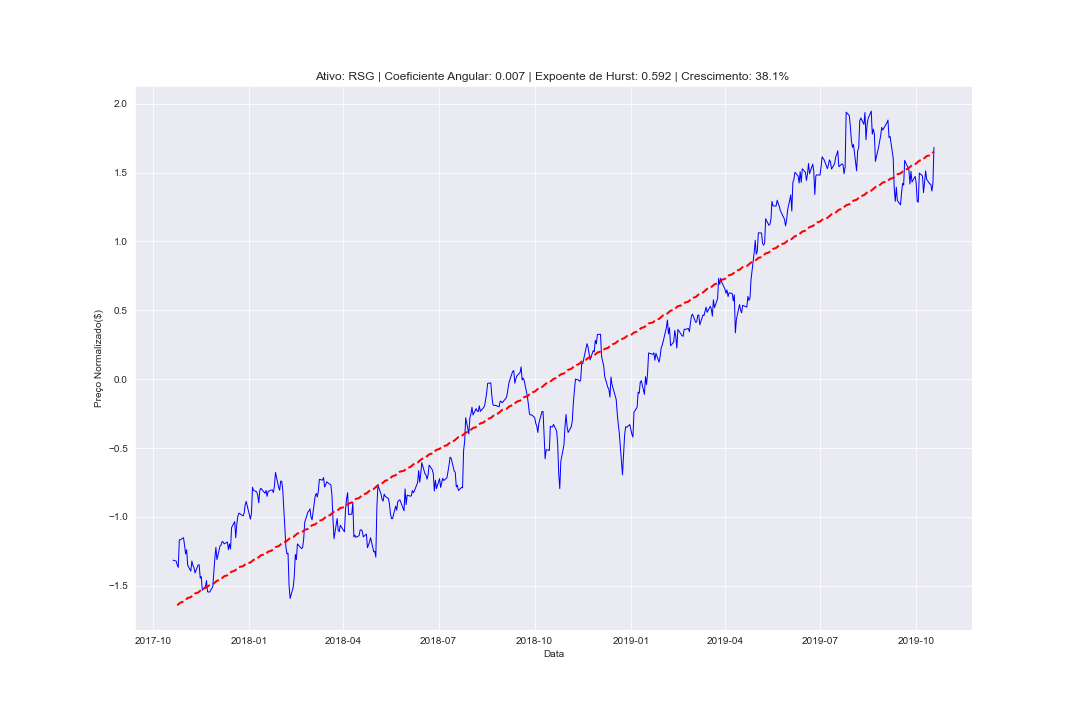 Ativo: RSG | Coeficiente Angular: 0.007 | Expoente de Hurst: 0.592 | Crescimento: 38.1%
Preço Normalizado($)
2.0
1.5
1.0
0.5
0.0
−0.5
−1.0
−1.5
2017-10 2018-01 2018-04 2018-07 2018-10 2019-01 2019-04 2019-07 2019-10
Data